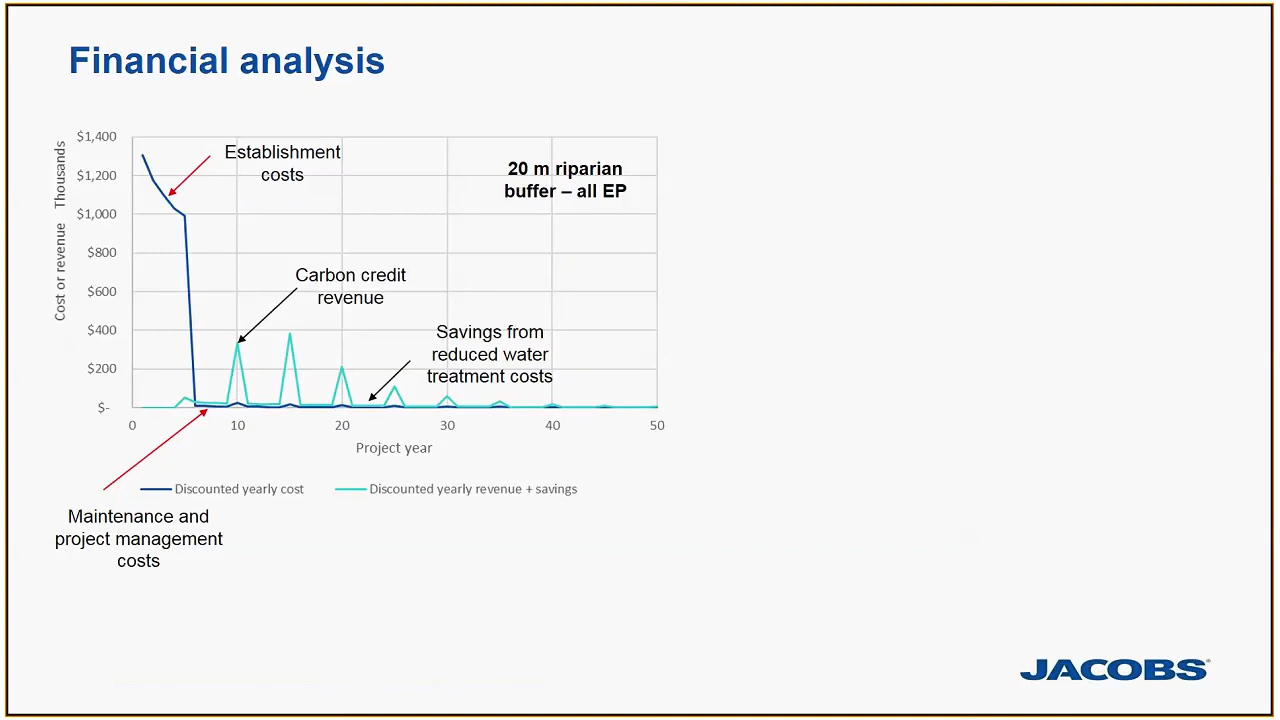 Financial analysis
Cost or revenue Thousands
$1,400
$1,200
$1,000
$800
$600
$400
$200
$-
Establishment
costs
20 m riparian
buffer – all EP
Carbon credit
revenue
Savings from
reduced water
treatment costs
0 10 20 30 40 50
Project year
Discounted yearly cost Discounted yearly revenue + savings
Maintenance and
project management
costs
JACOBS®